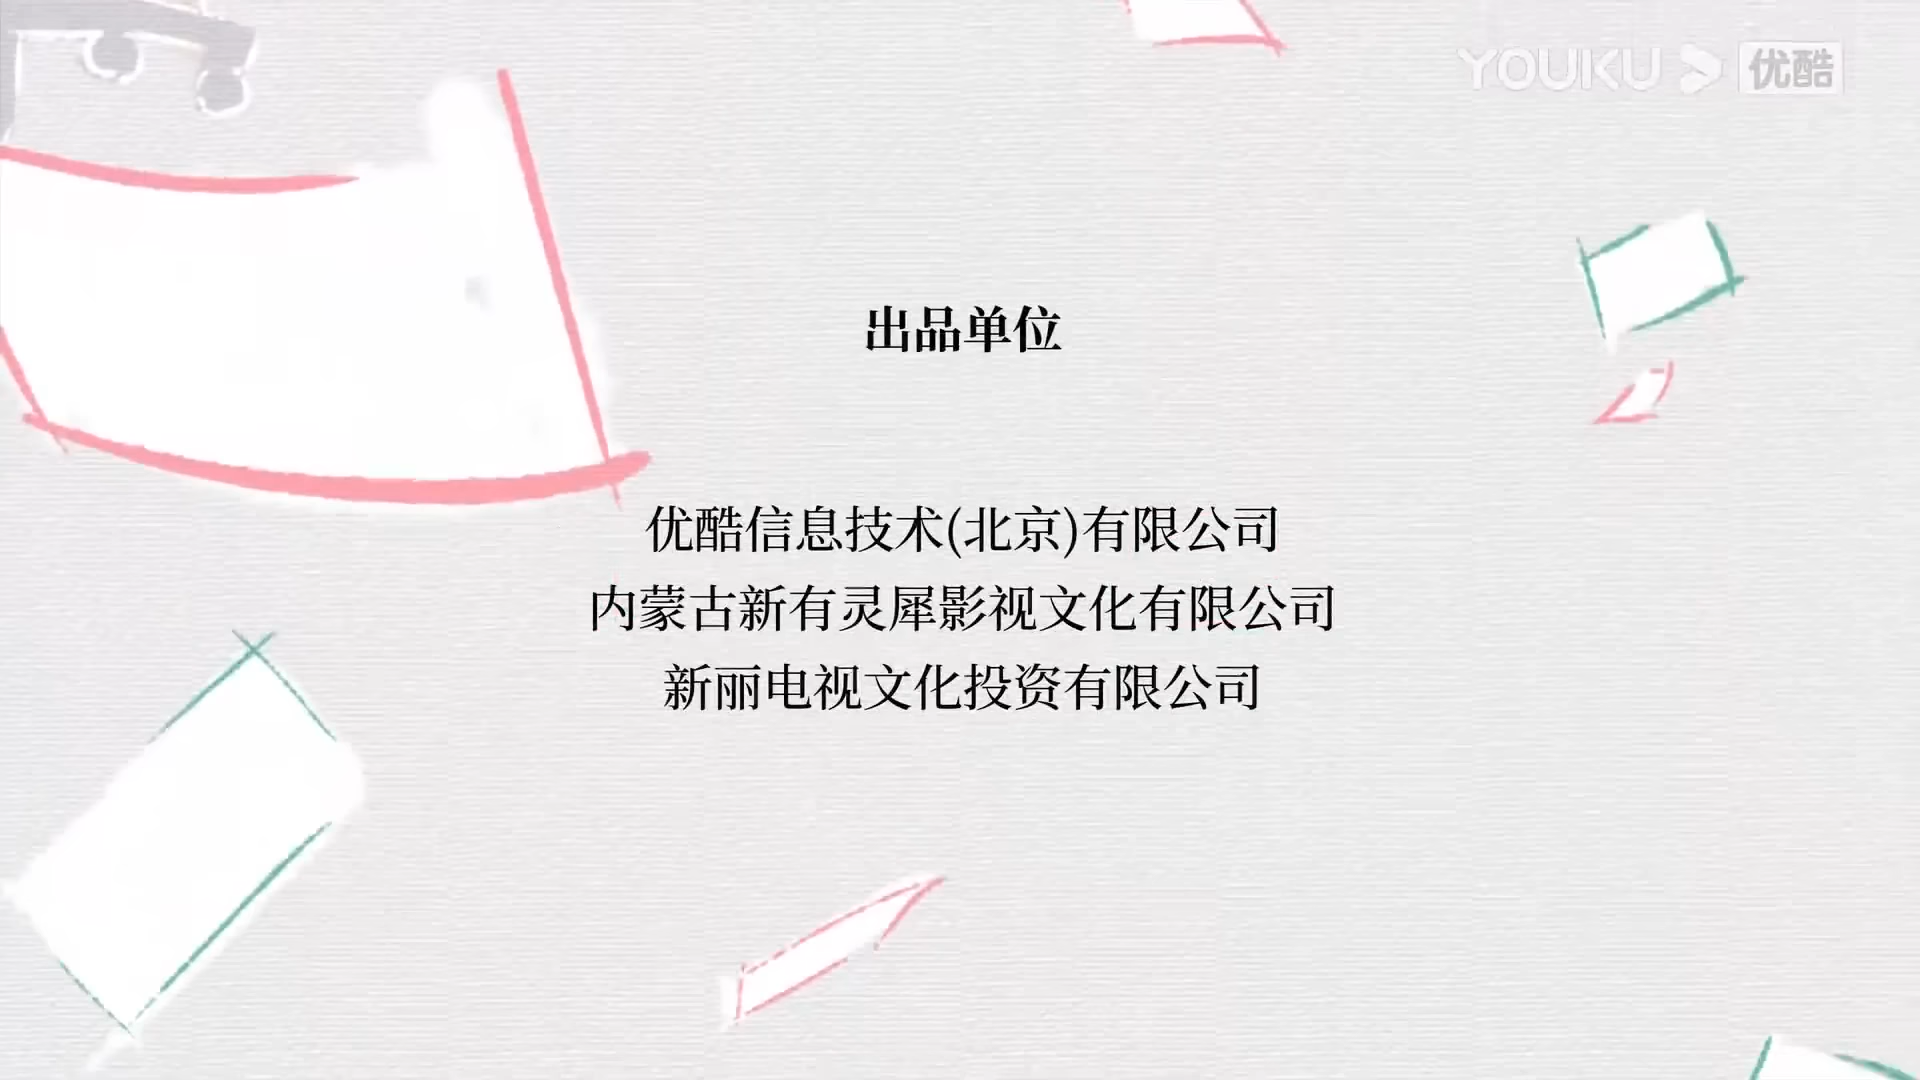 YOUKU 优酷
出品单位
优酷信息技术(北京)有限公司
内蒙古新有灵犀影视文化有限公司
新丽电视文化投资有限公司